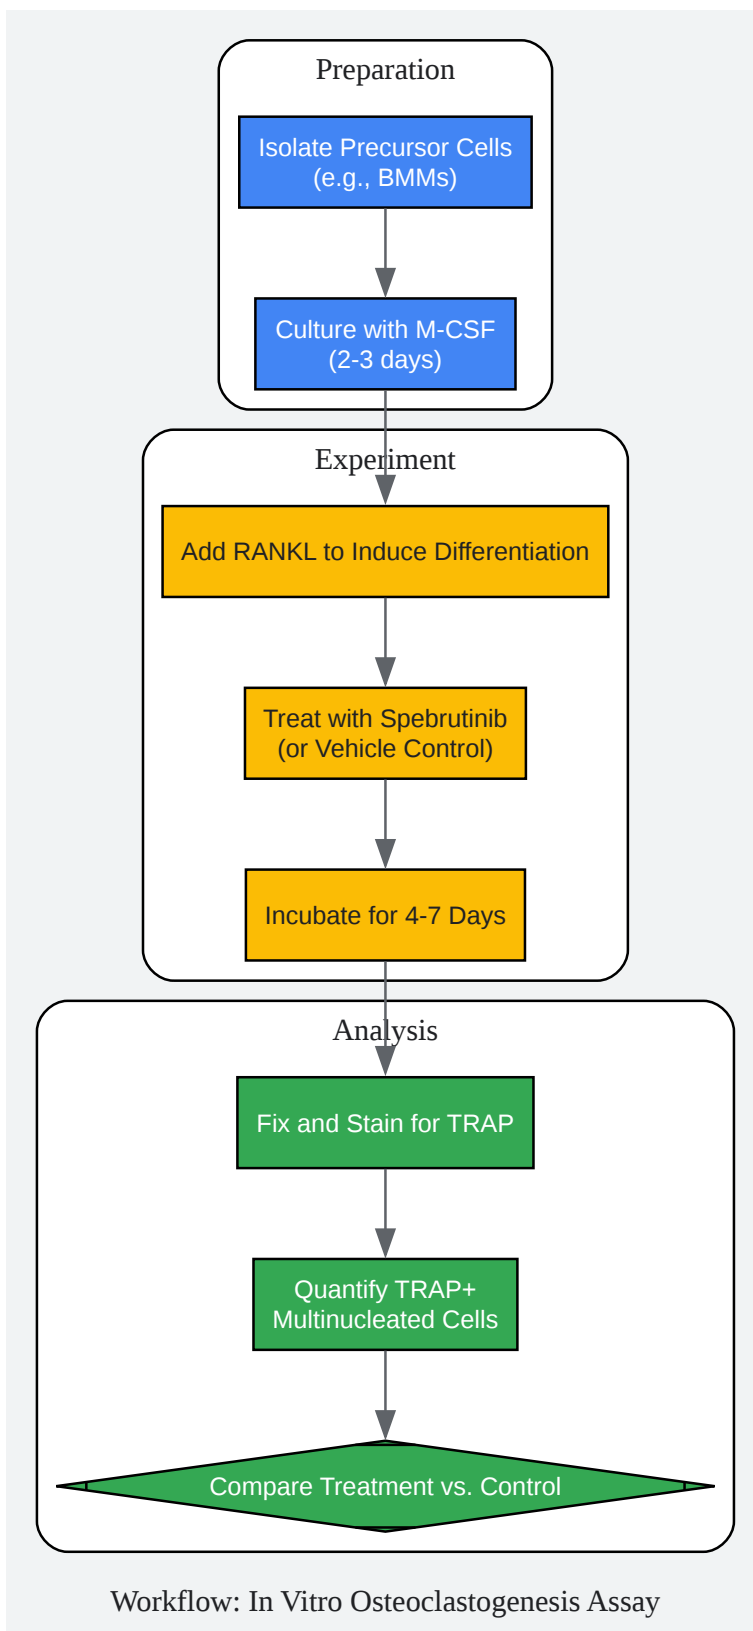 Preparation
Isolate Precursor Cells
(e.g., BMMs)
Culture with M-CSF
(2-3 days)
Experiment
Add RANKL to Induce Differentiation
Treat with Spebrutinib
(or Vehicle Control)
Incubate for 4-7 Days
Analysis
Fix and Stain for TRAP
Quantify TRAP+
Multinucleated Cells
Compare Treatment vs. Control
Workflow: In Vitro Osteoclastogenesis Assay